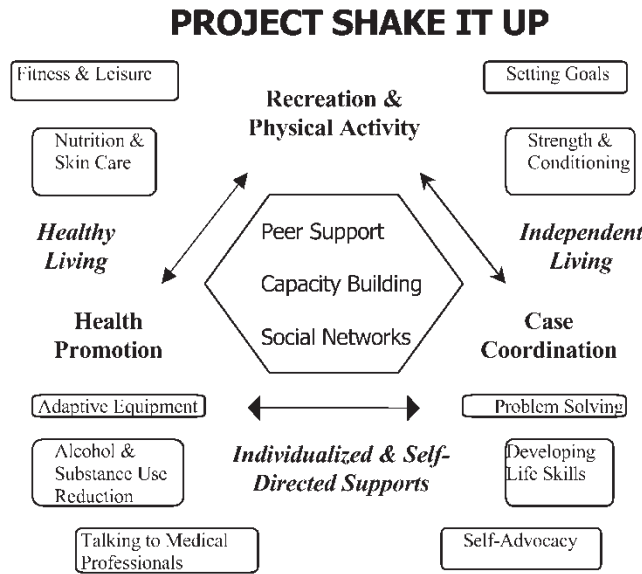 PROJECT SHAKE IT UP
Fitness & Leisure
Setting Goals
Recreation &
Physical Activity
Nutrition &
Skin Care
Strength &
Conditioning
Healthy
Living
Peer Support
Capacity Building
Social Networks
Independent
Living
Health
Promotion
Case
Coordination
Adaptive Equipment
Problem Solving
Alcohol &
Substance Use
Reduction
Individualized & Self-
Directed Supports
Developing
Life Skills
Talking to Medical
Professionals
Self-Advocacy